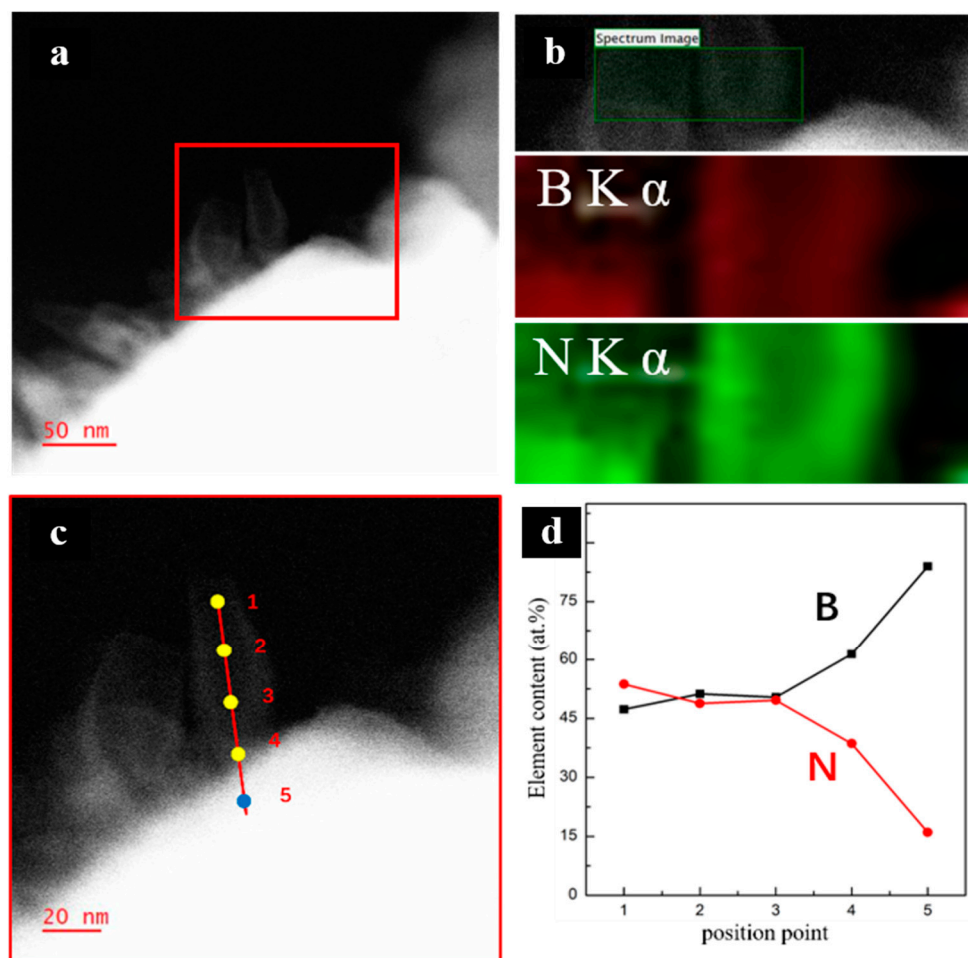 a
50 nm
b
Spectrum Image
B K α
N K α
c
1
2
3
4
5
20 nm
d
Element content (at.%)
75
60
45
30
15
0
B
N
1 2 3 4 5
position point